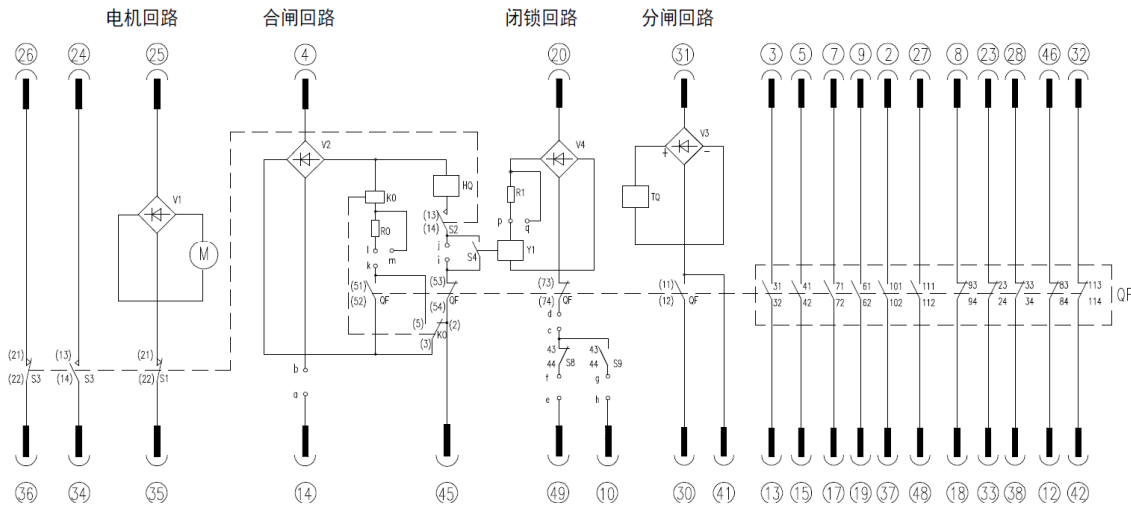 电机回路 合闸回路 闭锁回路 分闸回路
26 24 25 4 20 31 3 5 7 9 2 27 8 23 28 46 32
V2 V4 V3
+ -
V1 K0 HQ R1 TQ
R0 (13) p q
M (14) S2 Y1
l m j S4
k i
(51) (53) (73) (11) 31 41 71 61 101 111 93 23 33 83 113
(52) QF QF (74) QF (12) QF 32 42 72 62 102 112 94 24 34 84 114 QF
(54) d
(5) (2) c
K0
(3)
43 43
(21) (13) (21) 44 S8 44 S9
(22) S3 (14) S3 (22) S1 b f g
a e h
36 34 35 14 45 49 10 30 41 13 15 17 19 37 48 18 33 38 12 42